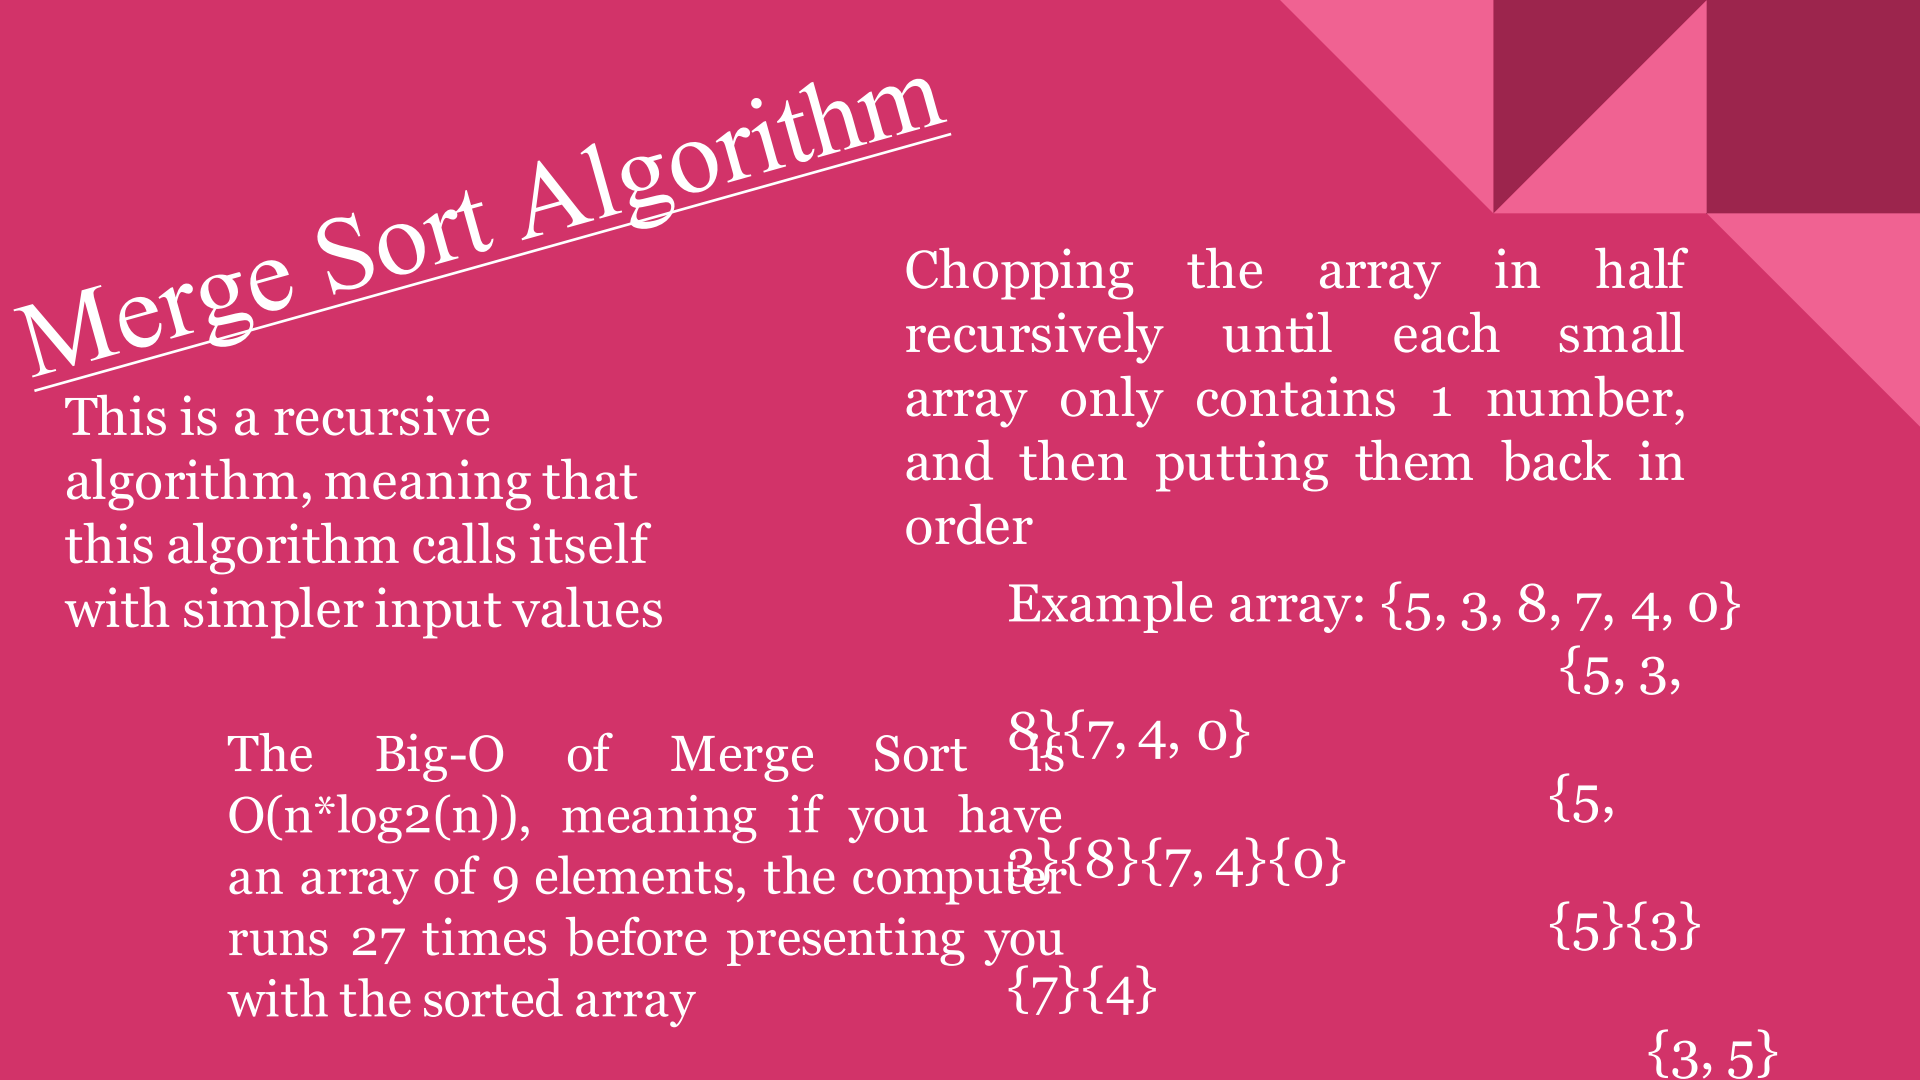 Merge Sort Algorithm
This is a recursive
algorithm, meaning that
this algorithm calls itself
with simpler input values
Chopping the array in half
recursively until each small
array only contains 1 number,
and then putting them back in
order
Example array: {5, 3, 8, 7, 4, 0}
{5, 3,
8}{7, 4, 0}
{5,
3}{8}{7, 4}{0}
{5}{3}
{7}{4}
{3, 5}
The Big-O of Merge Sort is
O(n*log2(n)), meaning if you have
an array of 9 elements, the computer
runs 27 times before presenting you
with the sorted array